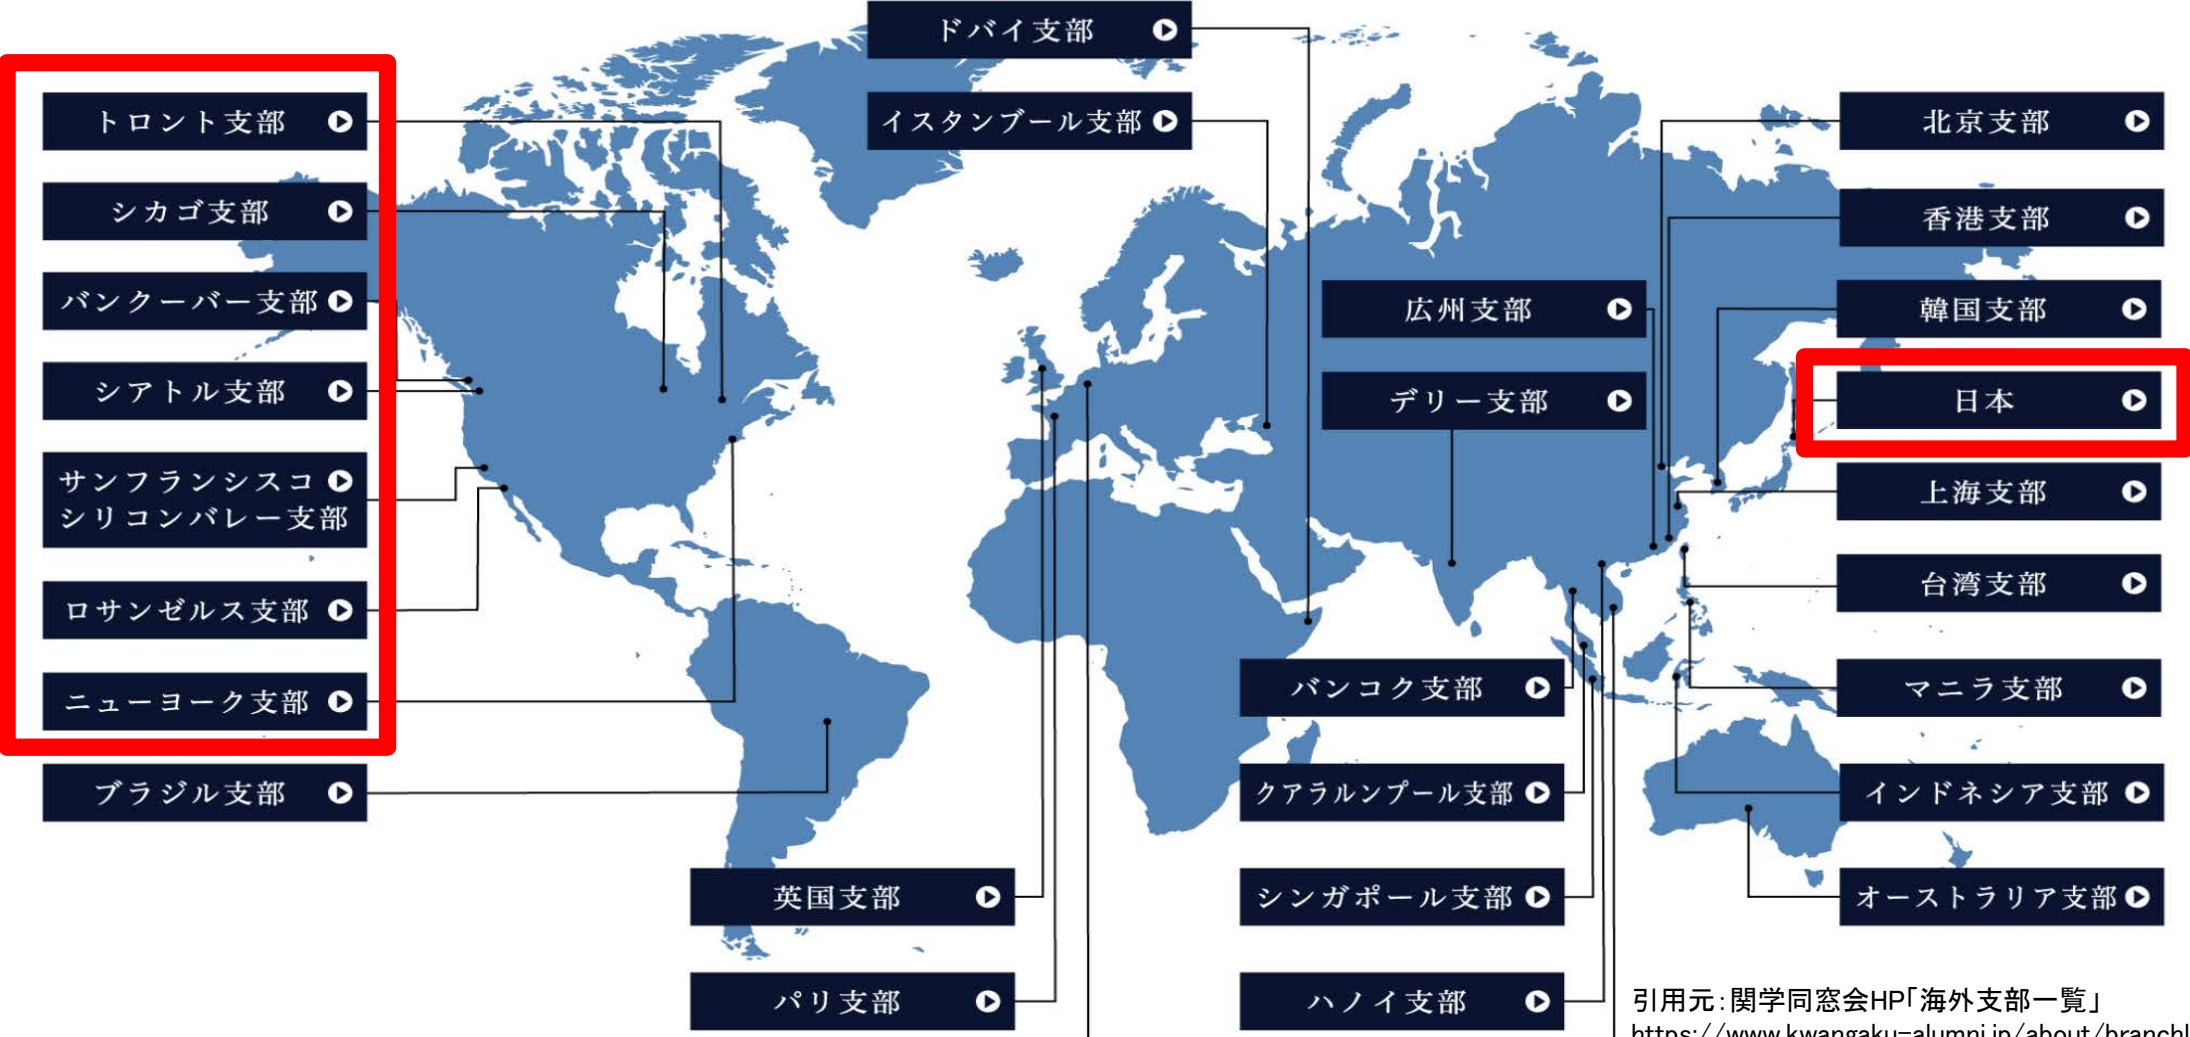 ドバイ支部
イスタンブール支部
トロント支部
シカゴ支部
バンクーバー支部
シアトル支部
サンフランシスコ
シリコンバレー支部
ロサンゼルス支部
ニューヨーク支部
ブラジル支部
英国支部
パリ支部
広州支部
デリー支部
バンコク支部
クアラルンプール支部
シンガポール支部
ハノイ支部
北京支部
香港支部
韓国支部
日本
上海支部
台湾支部
マニラ支部
インドネシア支部
オーストラリア支部
引用元：関学同窓会HP「海外支部一覧」
https://www.kwangaku-alumni.jp/about/branchl